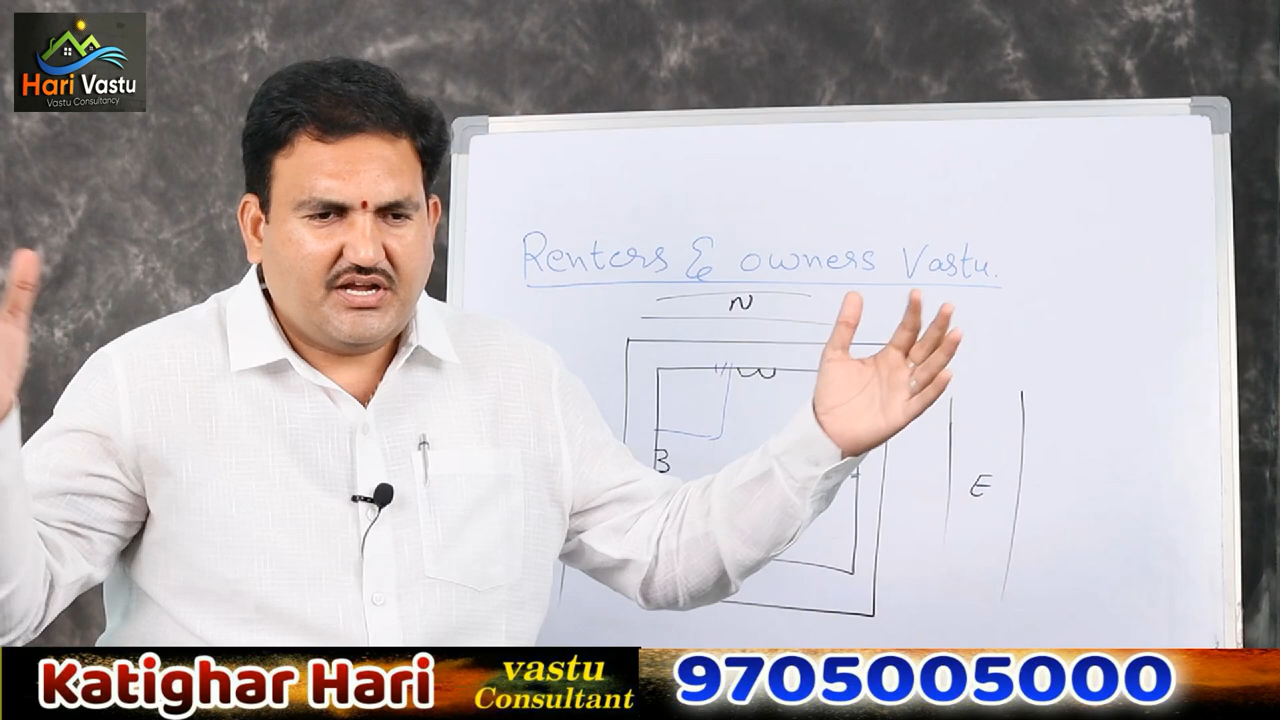 Hari Vastu
Vastu Consultancy
Renters & owners Vastu.
N
B
E
Katighar Hari
vastu
Consultant
9705005000